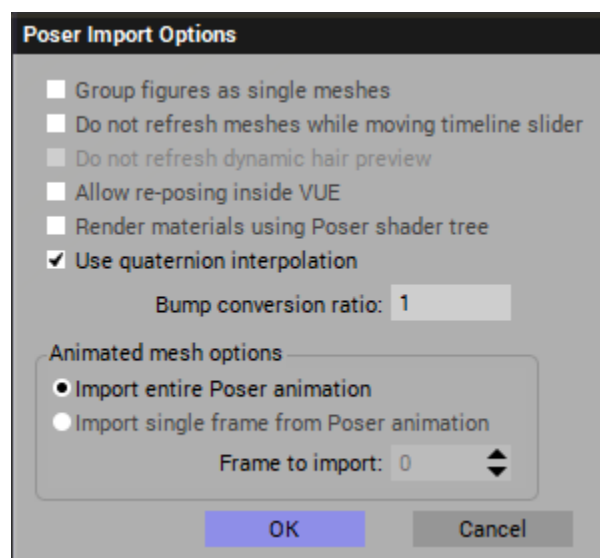 Poser Import Options
Group figures as single meshes
Do not refresh meshes while moving timeline slider
Do not refresh dynamic hair preview
Allow re-posing inside VUE
Render materials using Poser shader tree
Use quaternion interpolation
Bump conversion ratio: 1
Animated mesh options
Import entire Poser animation
Import single frame from Poser animation
Frame to import: 0
OK Cancel